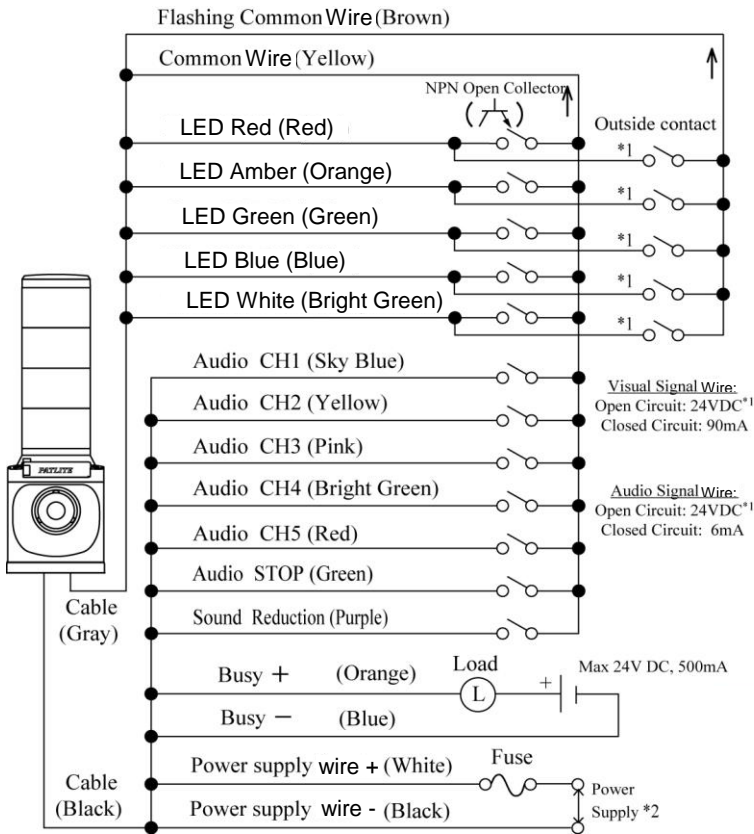 Flashing Common Wire (Brown)
Common Wire (Yellow)
NPN Open Collector
Outside contact
LED Red (Red)
*1
LED Amber (Orange)
*1
LED Green (Green)
*1
LED Blue (Blue)
*1
LED White (Bright Green)
*1
Audio CH1 (Sky Blue)
Audio CH2 (Yellow)
Audio CH3 (Pink)
Audio CH4 (Bright Green)
Audio CH5 (Red)
Audio STOP (Green)
Sound Reduction (Purple)
Visual Signal Wire:
Open Circuit: 24VDC*1
Closed Circuit: 90mA
Audio Signal Wire:
Open Circuit: 24VDC*1
Closed Circuit: 6mA
PATLITE
Cable
(Gray)
Busy + (Orange)
Load
L
+
Max 24V DC, 500mA
Busy − (Blue)
Cable
(Black)
Power supply wire + (White)
Fuse
Power supply wire - (Black)
Power
Supply *2